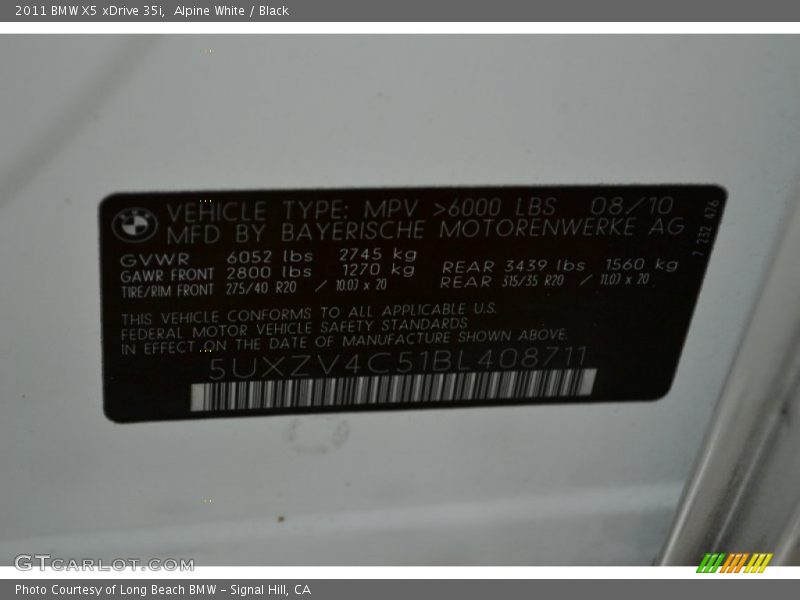 2011 BMW X5 xDrive 35i, Alpine White / Black
VEHICLE TYPE: MPV >6000 LBS 08/10
MFD BY BAYERISCHE MOTORENWERKE AG
7 232 476
GVWR 6052 lbs 2745 kg
GAWR FRONT 2800 lbs 1270 kg REAR 3439 lbs 1560 kg
TIRE/RIM FRONT 275/40 R20 / 10.0J x 20 REAR 315/35 R20 / 11.0J x 20
THIS VEHICLE CONFORMS TO ALL APPLICABLE U.S.
FEDERAL MOTOR VEHICLE SAFETY STANDARDS
IN EFFECT ON THE DATE OF MANUFACTURE SHOWN ABOVE.
5UXZV4C51BL408711
GTCARLOT.COM
Photo Courtesy of Long Beach BMW - Signal Hill, CA